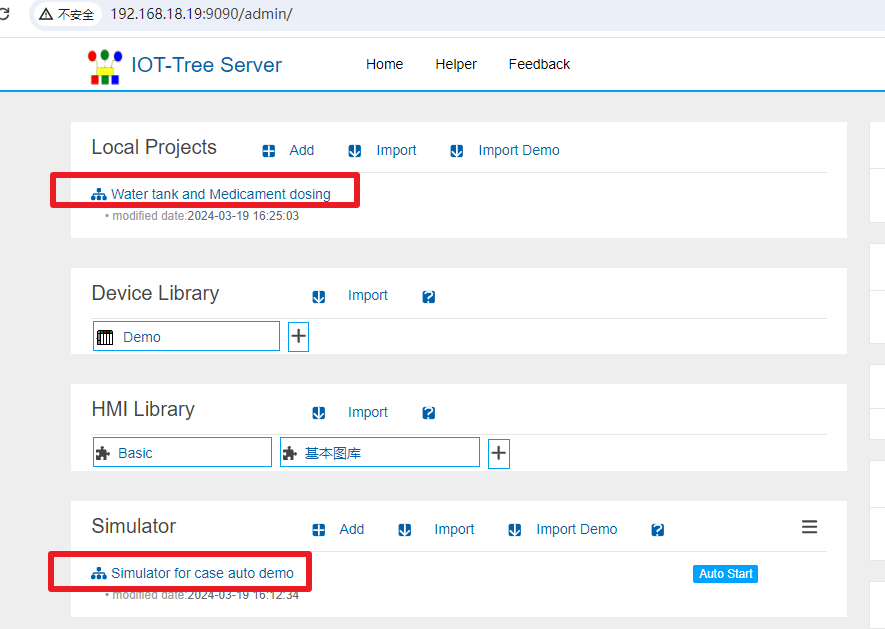 不安全 192.168.18.19:9090/admin/
IOT-Tree Server Home Helper Feedback
Local Projects Add Import Import Demo
Water tank and Medicament dosing
• modified date:2024-03-19 16:25:03
Device Library Import
Demo
HMI Library Import
Basic 基本图库
Simulator Add Import Import Demo
Simulator for case auto demo Auto Start
• modified date:2024-03-19 16:12:34